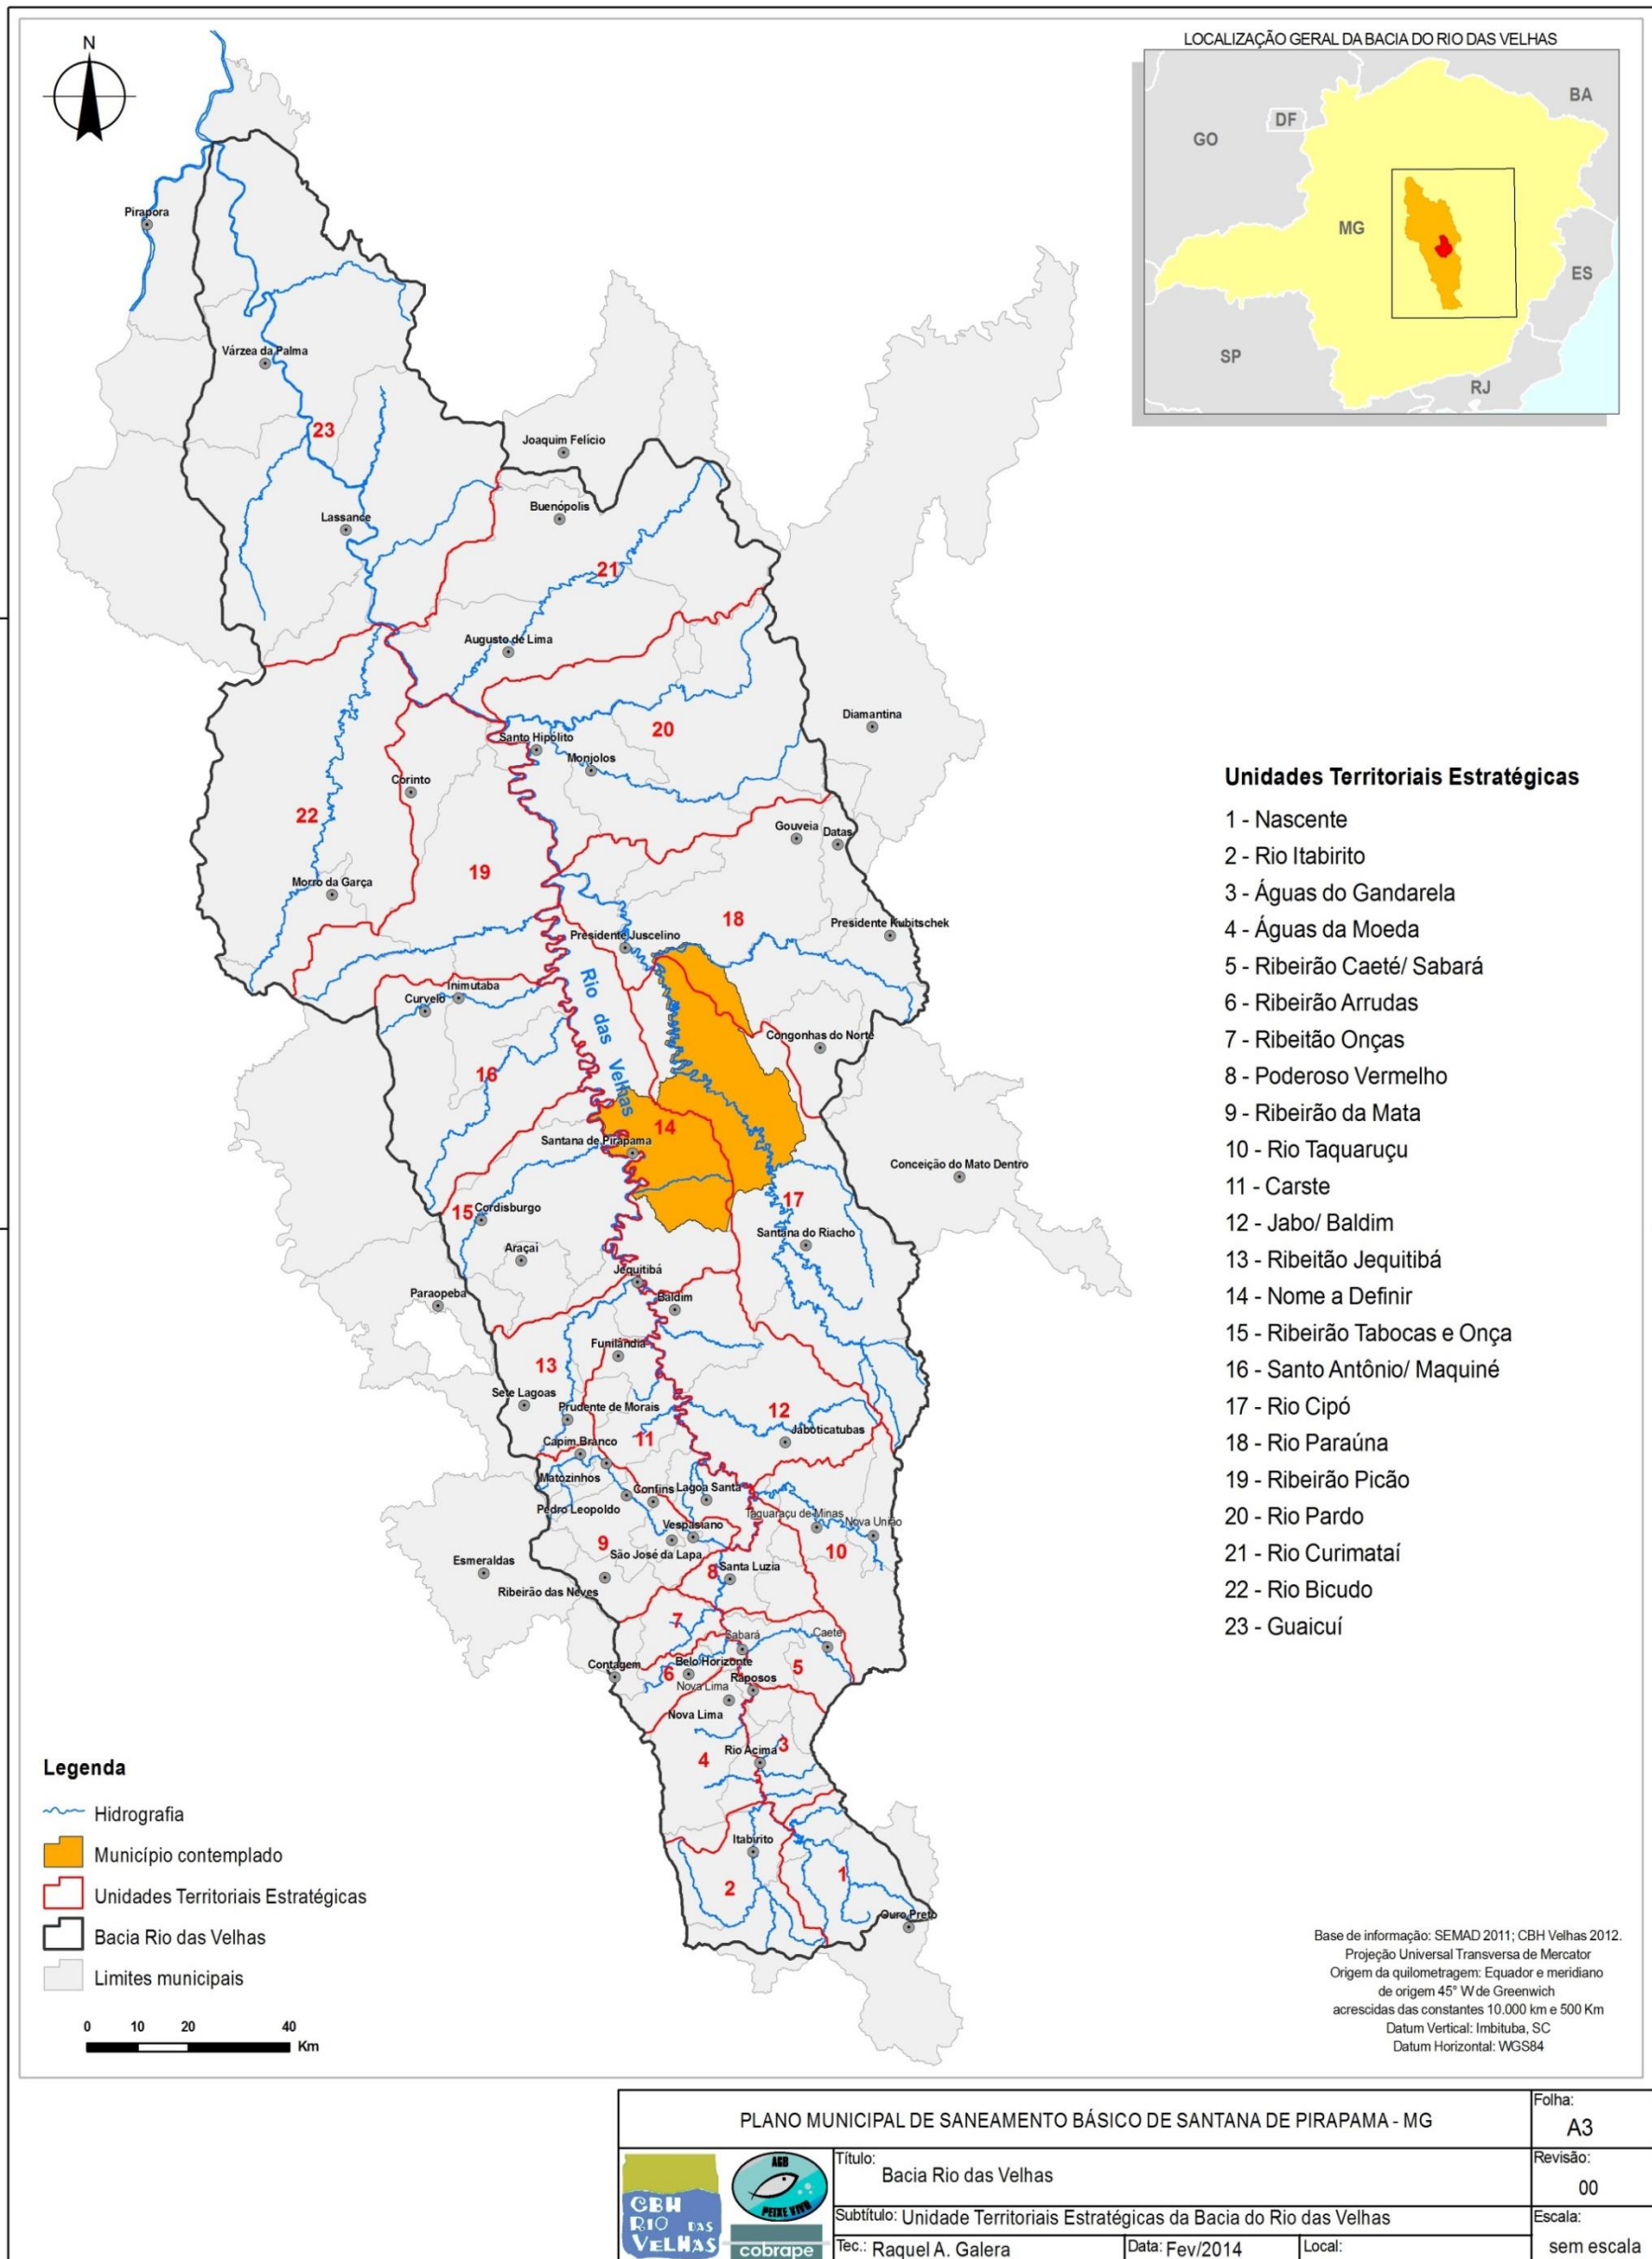 LOCALIZAÇÃO GERAL DA BACIA DO RIO DAS VELHAS
BA
DF
GO
MG
ES
SP
RJ
N
Pirapora
Várzea da Palma
23
Joaquim Felício
Buenópolis
Lassance
21
Augusto de Lima
Diamantina
20
Santo Hipólito
Monjolos
Corinto
22
Gouveia
Datas
19
Morro da Garça
18
Presidente Kubitschek
Presidente Juscelino
Rio das Velhas
Inimutaba
Curvelo
Congonhas do Norte
16
14
Santana de Pirapama
Conceição do Mato Dentro
17
15
Cordisburgo
Santana do Riacho
Araçaí
Jequitibá
Paraopeba
Baldim
Funilândia
13
Sete Lagoas
Prudente de Morais
12
Jaboticatubas
11
Capim Branco
Matozinhos
Confins
Lagoa Santa
Pedro Leopoldo
Taquaraçu de Minas
Nova União
Vespasiano
9
São José da Lapa
10
Esmeraldas
8
Santa Luzia
Ribeirão das Neves
7
Sabará
Caeté
Contagem
Belo Horizonte
6
5
Raposos
Nova Lima
Nova Lima
Rio Acima
3
4
Itabirito
2
1
Ouro Preto
Unidades Territoriais Estratégicas
1 - Nascente
2 - Rio Itabirito
3 - Águas do Gandarela
4 - Águas da Moeda
5 - Ribeirão Caeté/ Sabará
6 - Ribeirão Arrudas
7 - Ribeitão Onças
8 - Poderoso Vermelho
9 - Ribeirão da Mata
10 - Rio Taquaruçu
11 - Carste
12 - Jabo/ Baldim
13 - Ribeitão Jequitibá
14 - Nome a Definir
15 - Ribeirão Tabocas e Onça
16 - Santo Antônio/ Maquiné
17 - Rio Cipó
18 - Rio Paraúna
19 - Ribeirão Picão
20 - Rio Pardo
21 - Rio Curimataí
22 - Rio Bicudo
23 - Guaicuí
Legenda
Hidrografia
Município contemplado
Unidades Territoriais Estratégicas
Bacia Rio das Velhas
Limites municipais
0 10 20 40
Km
Base de informação: SEMAD 2011; CBH Velhas 2012.
Projeção Universal Transversa de Mercator
Origem da quilometragem: Equador e meridiano
de origem 45° W de Greenwich
acrescidas das constantes 10.000 km e 500 Km
Datum Vertical: Imbituba, SC
Datum Horizontal: WGS84
PLANO MUNICIPAL DE SANEAMENTO BÁSICO DE SANTANA DE PIRAPAMA - MG
Folha:
A3
CBH
RIO DAS
VELHAS
AGB
PEIXE VIVO
cobrape
Título:
Bacia Rio das Velhas
Revisão:
00
Subtítulo: Unidade Territoriais Estratégicas da Bacia do Rio das Velhas
Escala:
sem escala
Tec.: Raquel A. Galera
Data: Fev/2014
Local: